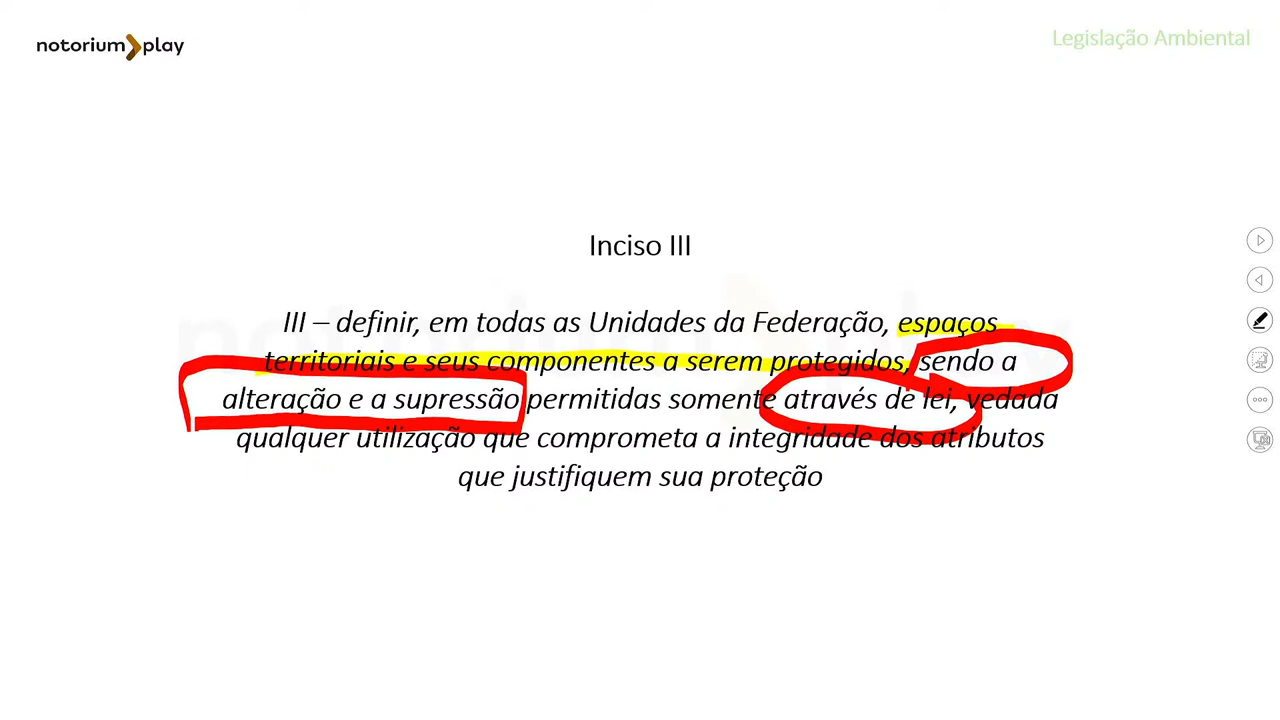 notorium play
Legislação Ambiental
Inciso III
III – definir, em todas as Unidades da Federação, espaços
territoriais e seus componentes a serem protegidos, sendo a
alteração e a supressão permitidas somente através de lei, vedada
qualquer utilização que comprometa a integridade dos atributos
que justifiquem sua proteção